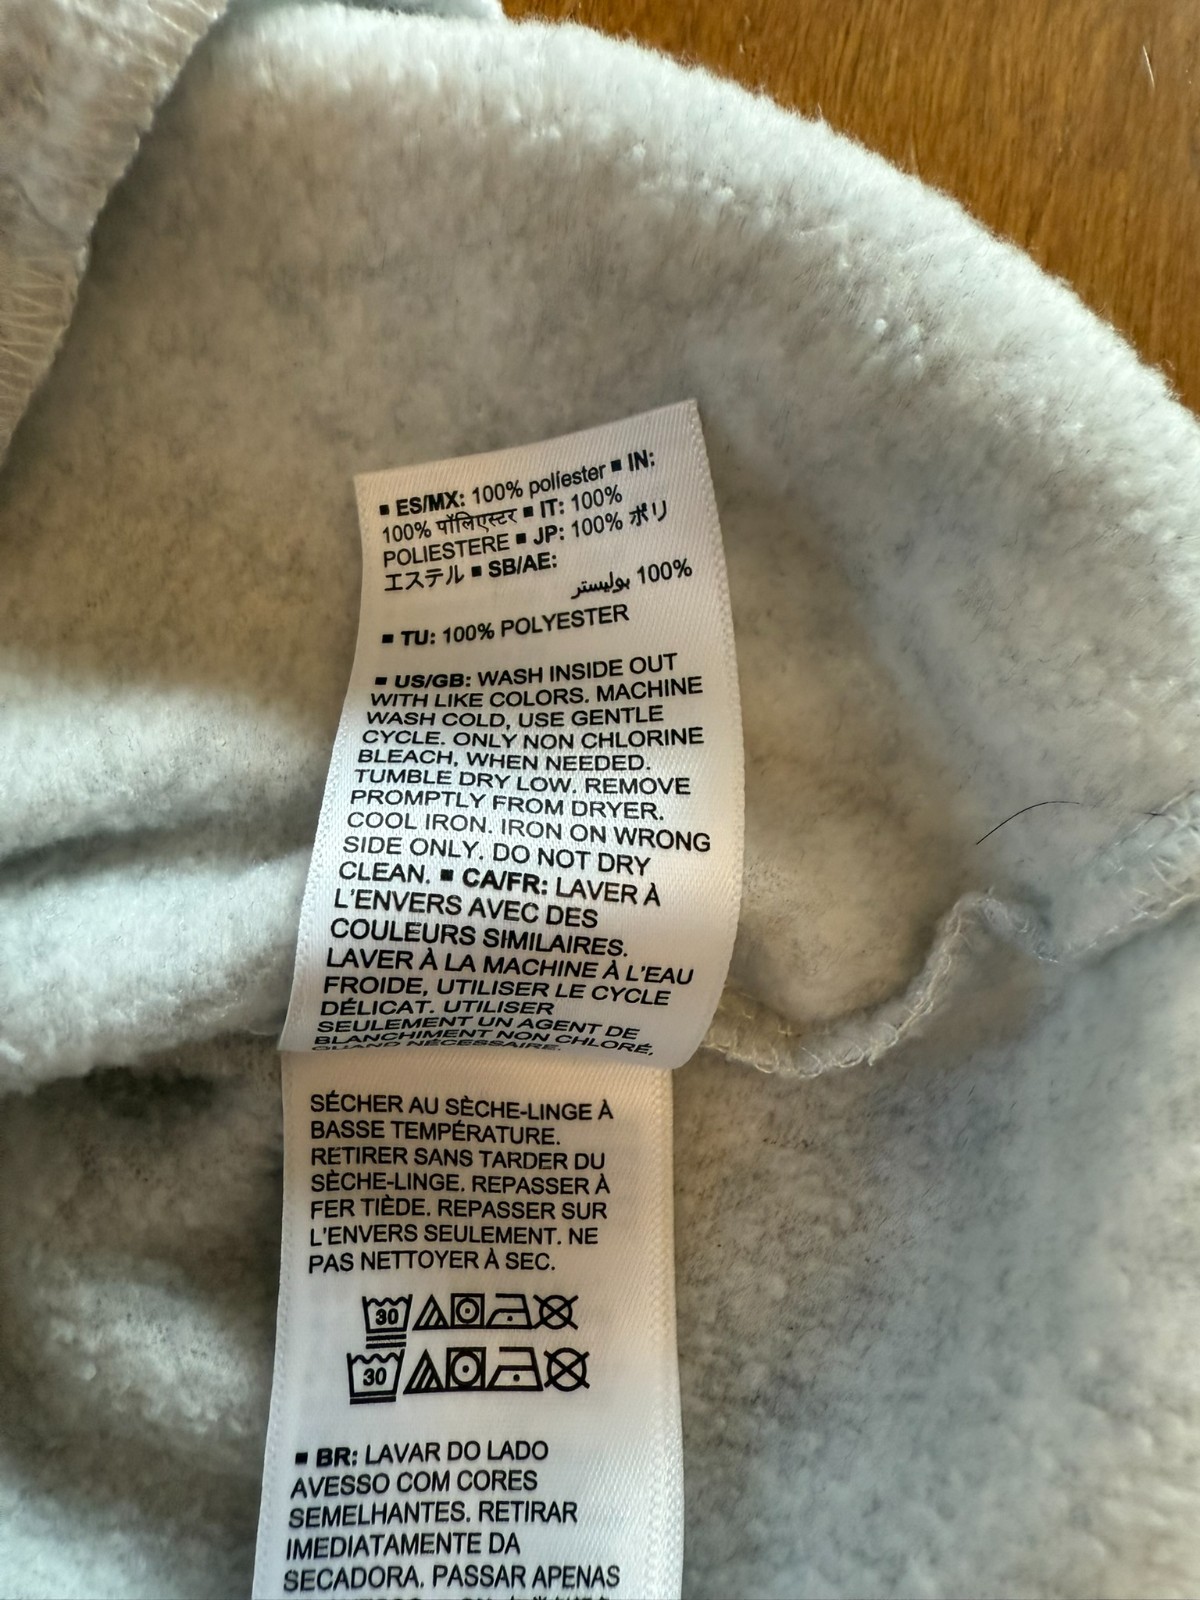 ▪ ES/MX: 100% poliéster ▪ IN:
100% पॉलिएस्टर ▪ IT: 100%
POLIESTERE ▪ JP: 100% ポリ
エステル ▪ SB/AE:
100% بوليستر
▪ TU: 100% POLYESTER
▪ US/GB: WASH INSIDE OUT
WITH LIKE COLORS. MACHINE
WASH COLD, USE GENTLE
CYCLE. ONLY NON CHLORINE
BLEACH, WHEN NEEDED.
TUMBLE DRY LOW. REMOVE
PROMPTLY FROM DRYER.
COOL IRON. IRON ON WRONG
SIDE ONLY. DO NOT DRY
CLEAN. ▪ CA/FR: LAVER À
L'ENVERS AVEC DES
COULEURS SIMILAIRES.
LAVER À LA MACHINE À L'EAU
FROIDE, UTILISER LE CYCLE
DÉLICAT. UTILISER
SEULEMENT UN AGENT DE
BLANCHIMENT NON CHLORÉ,
QUAND NÉCESSAIRE.
SÉCHER AU SÈCHE-LINGE À
BASSE TEMPÉRATURE.
RETIRER SANS TARDER DU
SÈCHE-LINGE. REPASSER À
FER TIÈDE. REPASSER SUR
L'ENVERS SEULEMENT. NE
PAS NETTOYER À SEC.
30
30
▪ BR: LAVAR DO LADO
AVESSO COM CORES
SEMELHANTES. RETIRAR
IMEDIATAMENTE DA
SECADORA. PASSAR APENAS